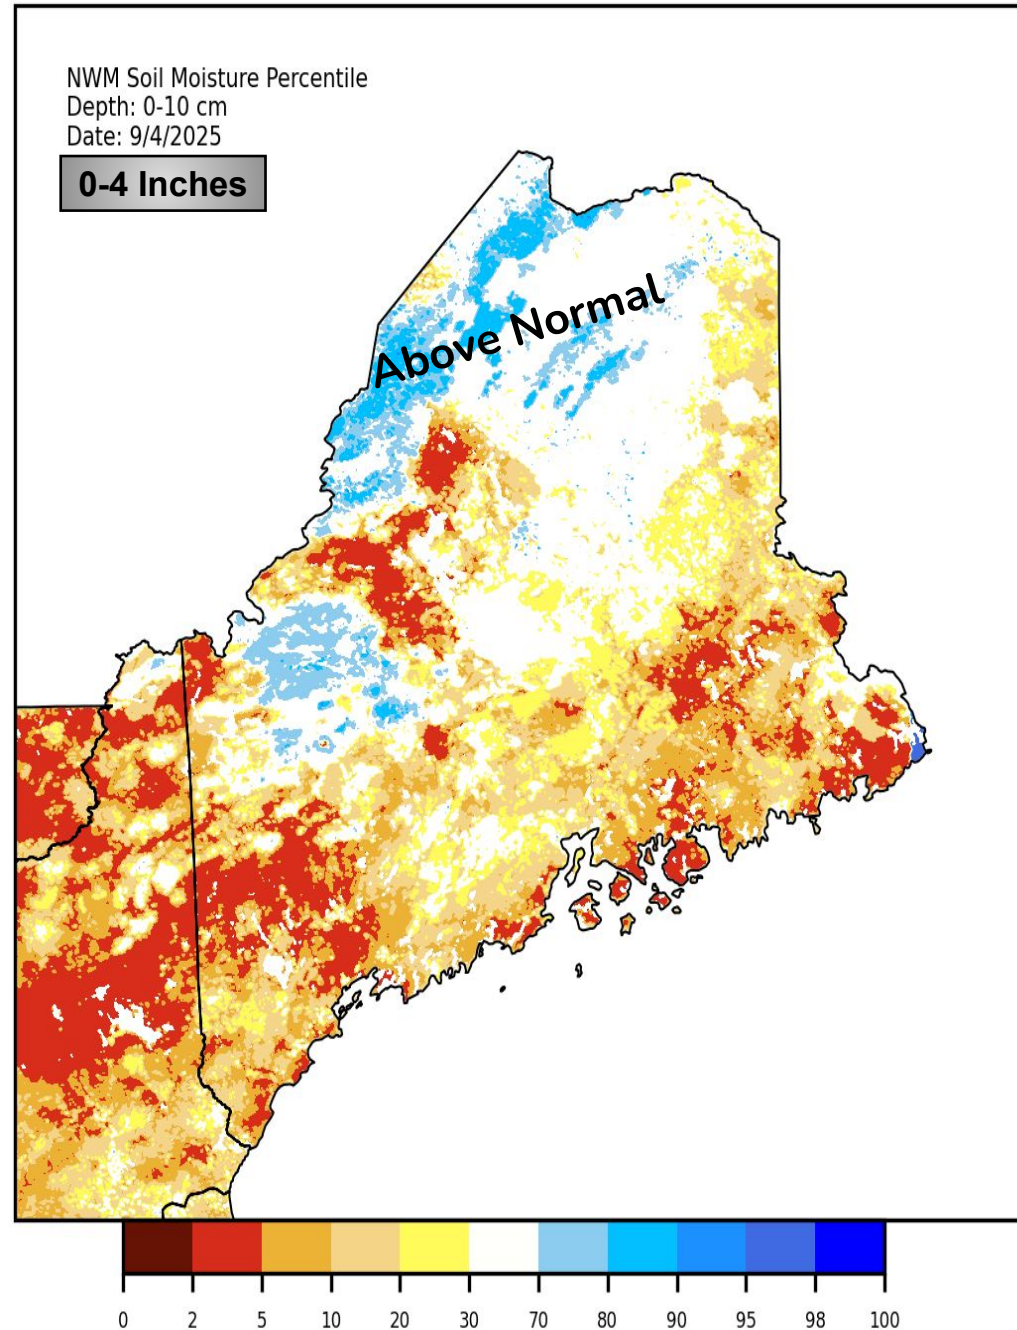 NWM Soil Moisture Percentile
Depth: 0-10 cm
Date: 9/4/2025
0-4 Inches
Above Normal
0 2 5 10 20 30 70 80 90 95 98 100